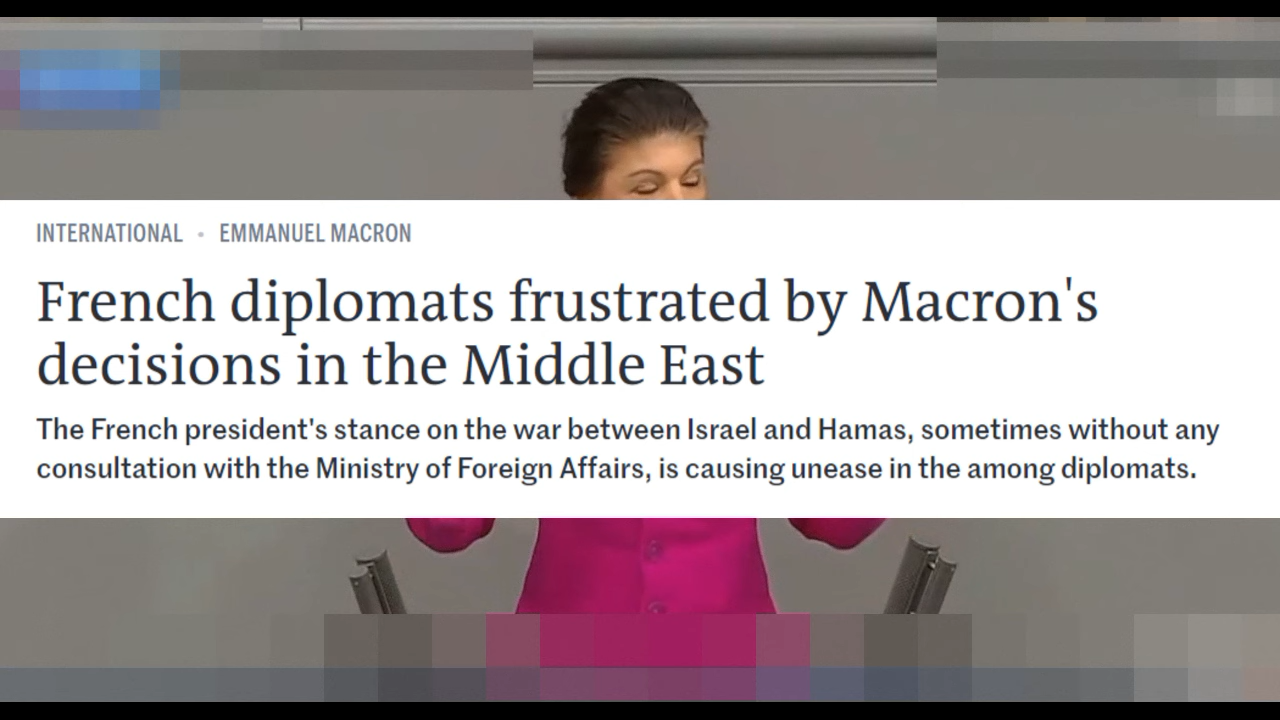 INTERNATIONAL • EMMANUEL MACRON
French diplomats frustrated by Macron's
decisions in the Middle East
The French president's stance on the war between Israel and Hamas, sometimes without any
consultation with the Ministry of Foreign Affairs, is causing unease in the among diplomats.